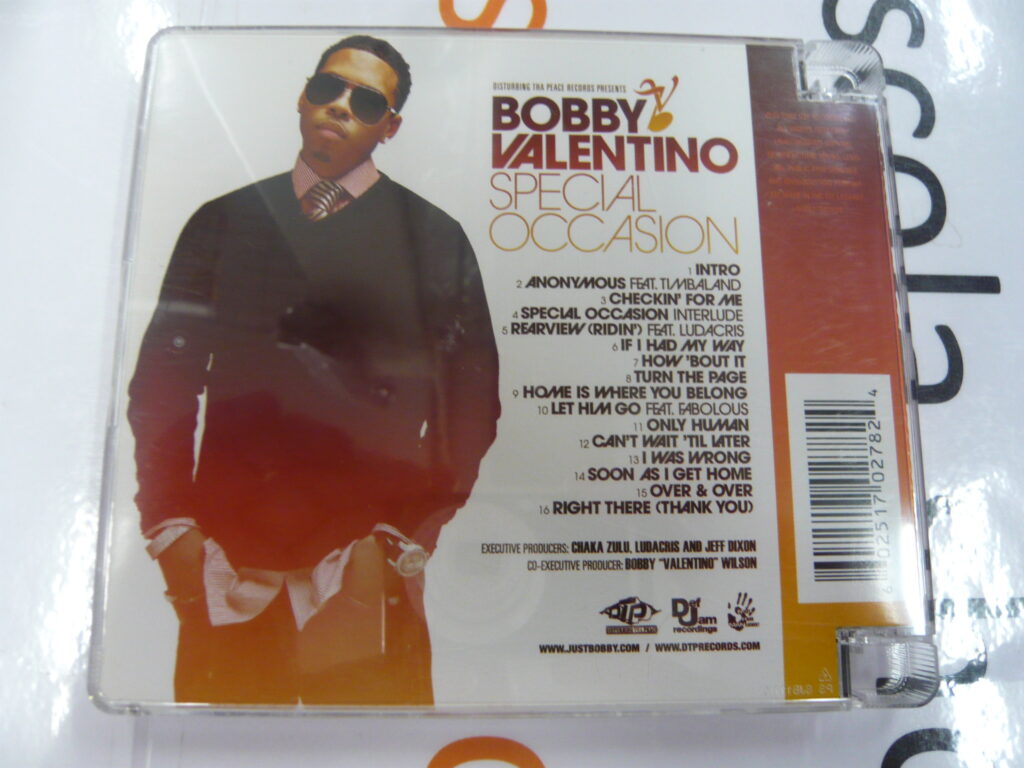 DISTURBING THA PEACE RECORDS PRESENTS
BOBBY
VALENTINO
SPECIAL
OCCASION
1 INTRO
2 ANONYMOUS FEAT. TIMBALAND
3 CHECKIN' FOR ME
4 SPECIAL OCCASION INTERLUDE
5 REARVIEW (RIDIN') FEAT. LUDACRIS
6 IF I HAD MY WAY
7 HOW 'BOUT IT
8 TURN THE PAGE
9 HOME IS WHERE YOU BELONG
10 LET HIM GO FEAT. FABOLOUS
11 ONLY HUMAN
12 CAN'T WAIT 'TIL LATER
13 I WAS WRONG
14 SOON AS I GET HOME
15 OVER & OVER
16 RIGHT THERE (THANK YOU)
EXECUTIVE PRODUCERS: CHAKA ZULU, LUDACRIS AND JEFF DIXON
CO-EXECUTIVE PRODUCER: BOBBY "VALENTINO" WILSON
DTP
Def Jam
recordings
WWW.JUSTBOBBY.COM / WWW.DTPRECORDS.COM
6 02517 02782 4